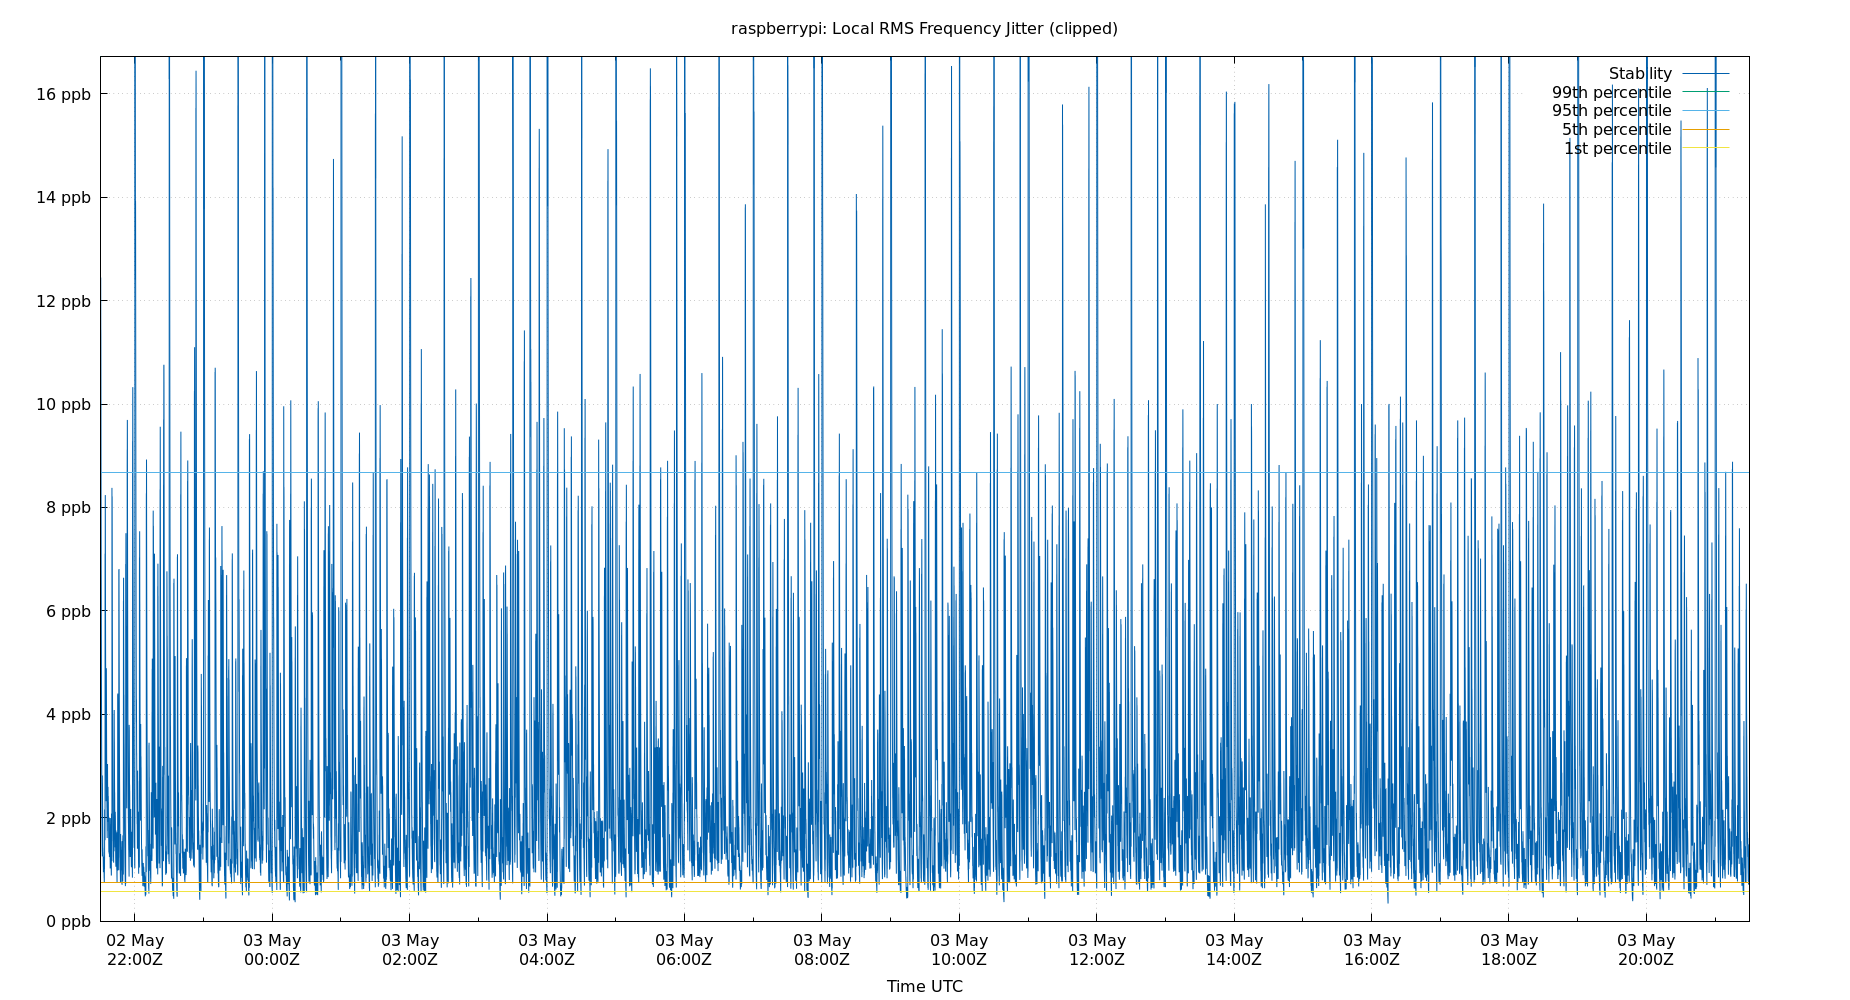 raspberrypi: Local RMS Frequency Jitter (clipped)
Stability
99th percentile
95th percentile
5th percentile
1st percentile
16 ppb
14 ppb
12 ppb
10 ppb
8 ppb
6 ppb
4 ppb
2 ppb
0 ppb
02 May 03 May 03 May 03 May 03 May 03 May 03 May 03 May 03 May 03 May 03 May 03 May
22:00Z 00:00Z 02:00Z 04:00Z 06:00Z 08:00Z 10:00Z 12:00Z 14:00Z 16:00Z 18:00Z 20:00Z
Time UTC